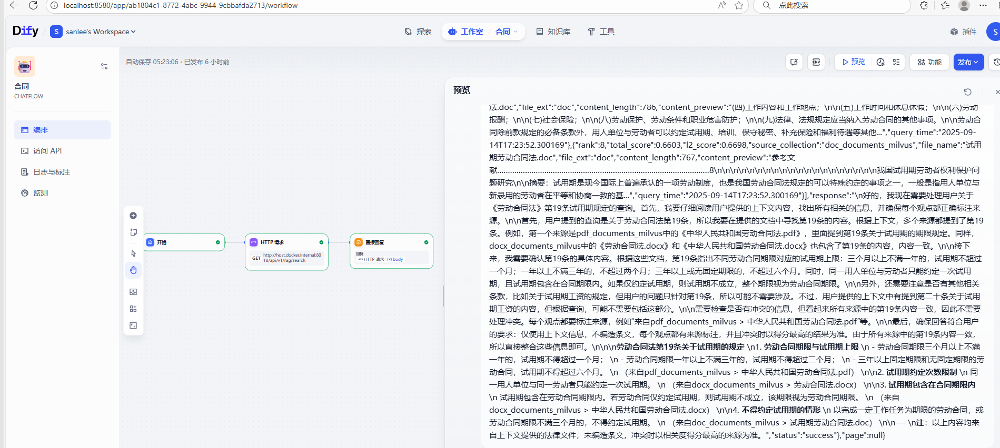 localhost:8580/app/ab1804c1-8772-4abc-9944-9cbbafda2713/workflow
点此搜索
Dify / S sanlee's Workspace
探索
工作室 / 合同
知识库
工具
插件
S
合同
CHATFLOW
编排
访问 API
日志与标注
监测
自动保存 05:23:06 · 已发布 6 小时前
ENV
预览
功能
发布
开始
HTTP 请求
GET http://host.docker.internal:80
18/api/v1/rag/search
直接回复
回复
HTTP 请求 / {x} body
预览
法.doc","file_ext":"doc","content_length":786,"content_preview":"(四)工作内容和工作地点；\n\n(五)工作时间和休息休假；\n\n(六)劳动
报酬；\n\n(七)社会保险；\n\n(八)劳动保护、劳动条件和职业危害防护；\n\n(九)法律、法规规定应当纳入劳动合同的其他事项。\n\n劳动合
同除前款规定的必备条款外，用人单位与劳动者可以约定试用期、培训、保守秘密、补充保险和福利待遇等其他...","query_time":"2025-09-
14T17:23:52.300169"},{"rank":8,"total_score":0.6603,"l2_score":0.6698,"source_collection":"doc_documents_milvus","file_name":"试用
期劳动合同法.doc","file_ext":"doc","content_length":767,"content_preview":"参考文
献..................................................................................................8\n\n\n\n\n\n\n\n\n\n\n\n\n\n\n\n\n\n\n\n我国试用期劳动者权利保护问
题研究\n\n摘要：试用期是现今国际上普遍承认的一项劳动制度，也是我国劳动合同法规定的可以特殊约定的事项之一，一般是指用人单位与
新录用的劳动者在平等和协商一致的基...","query_time":"2025-09-14T17:23:52.300169"}],"response":"\n好的，我现在需要处理用户关于
《劳动合同法》第19条试用期规定的查询。首先，我要仔细阅读用户提供的上下文内容，找出所有相关的信息，并确保每个观点都正确标注来
源。\n\n首先，用户提到的查询是关于劳动合同法第19条，所以我要在提供的文档中寻找第19条的内容。根据上下文，多个来源都提到了第19
条。例如，第一个来源是pdf_documents_milvus中的《中华人民共和国劳动合同法.pdf》，里面提到第19条关于试用期的期限规定。同样，
docx_documents_milvus中的《劳动合同法.docx》和《中华人民共和国劳动合同法.docx》也包含了第19条的内容，内容一致。\n\n接下
来，我需要确认第19条的具体内容。根据这些文档，第19条指出不同劳动合同期限对应的试用期上限：三个月以上不满一年的，试用期不超过
一个月；一年以上不满三年的，不超过两个月；三年以上或无固定期限的，不超过六个月。同时，同一用人单位与劳动者只能约定一次试用
期，且试用期包含在合同期限内。如果仅约定试用期，则试用期不成立，整个期限视为劳动合同期限。\n\n另外，还需要注意是否有其他相关
条款，比如关于试用期工资的规定，但用户的问题只针对第19条，所以可能不需要涉及。不过，用户提供的上下文中有提到第二十条关于试用
期工资的内容，但根据查询，可能不需要包括这部分。\n\n需要检查是否有冲突的信息，但看起来所有来源中的第19条内容一致，因此不需要
处理冲突。每个观点都要标注来源，例如“来自pdf_documents_milvus > 中华人民共和国劳动合同法.pdf”等。\n\n最后，确保回答符合用户
的要求：仅使用上下文信息，不编造条文，每个观点都有来源标注，并且冲突时以得分最高的结果为准。由于所有来源中的第19条内容一致，
所以直接整合这些信息即可。\n\n\n劳动合同法第19条关于试用期的规定 \n1. 劳动合同期限与试用期上限 \n - 劳动合同期限三个月以上不满
一年的，试用期不得超过一个月； \n - 劳动合同期限一年以上不满三年的，试用期不得超过二个月； \n - 三年以上固定期限和无固定期限的劳
动合同，试用期不得超过六个月。 \n （来自pdf_documents_milvus > 中华人民共和国劳动合同法.pdf） \n\n2. 试用期约定次数限制 \n 同
一用人单位与同一劳动者只能约定一次试用期。 \n （来自docx_documents_milvus > 劳动合同法.docx） \n\n3. 试用期包含在合同期限内
\n 试用期包含在劳动合同期限内。若劳动合同仅约定试用期，则试用期不成立，该期限视为劳动合同期限。 \n （来自
docx_documents_milvus > 中华人民共和国劳动合同法.docx） \n\n4. 不得约定试用期的情形 \n 以完成一定工作任务为期限的劳动合同，或
劳动合同期限不满三个月的，不得约定试用期。 \n （来自doc_documents_milvus > 试用期劳动合同法.doc） \n\n--- \n注：以上内容均来
自上下文提供的法律文件，未编造条文，冲突时以相关度得分最高的来源为准。","status":"success"},"page":null}